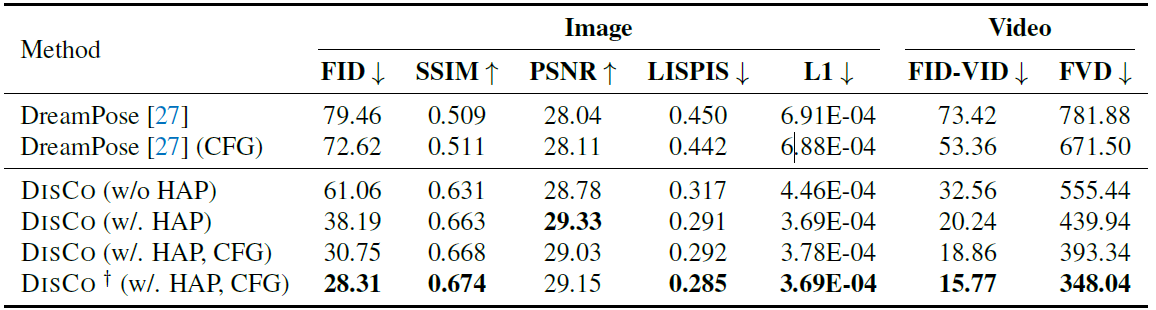 Image Video
Method
FID ↓ SSIM ↑ PSNR ↑ LISPIS ↓ L1 ↓ FID-VID ↓ FVD ↓
DreamPose [27] 79.46 0.509 28.04 0.450 6.91E-04 73.42 781.88
DreamPose [27] (CFG) 72.62 0.511 28.11 0.442 6.88E-04 53.36 671.50
DISCO (w/o HAP) 61.06 0.631 28.78 0.317 4.46E-04 32.56 555.44
DISCO (w/. HAP) 38.19 0.663 29.33 0.291 3.69E-04 20.24 439.94
DISCO (w/. HAP, CFG) 30.75 0.668 29.03 0.292 3.78E-04 18.86 393.34
DISCO † (w/. HAP, CFG) 28.31 0.674 29.15 0.285 3.69E-04 15.77 348.04